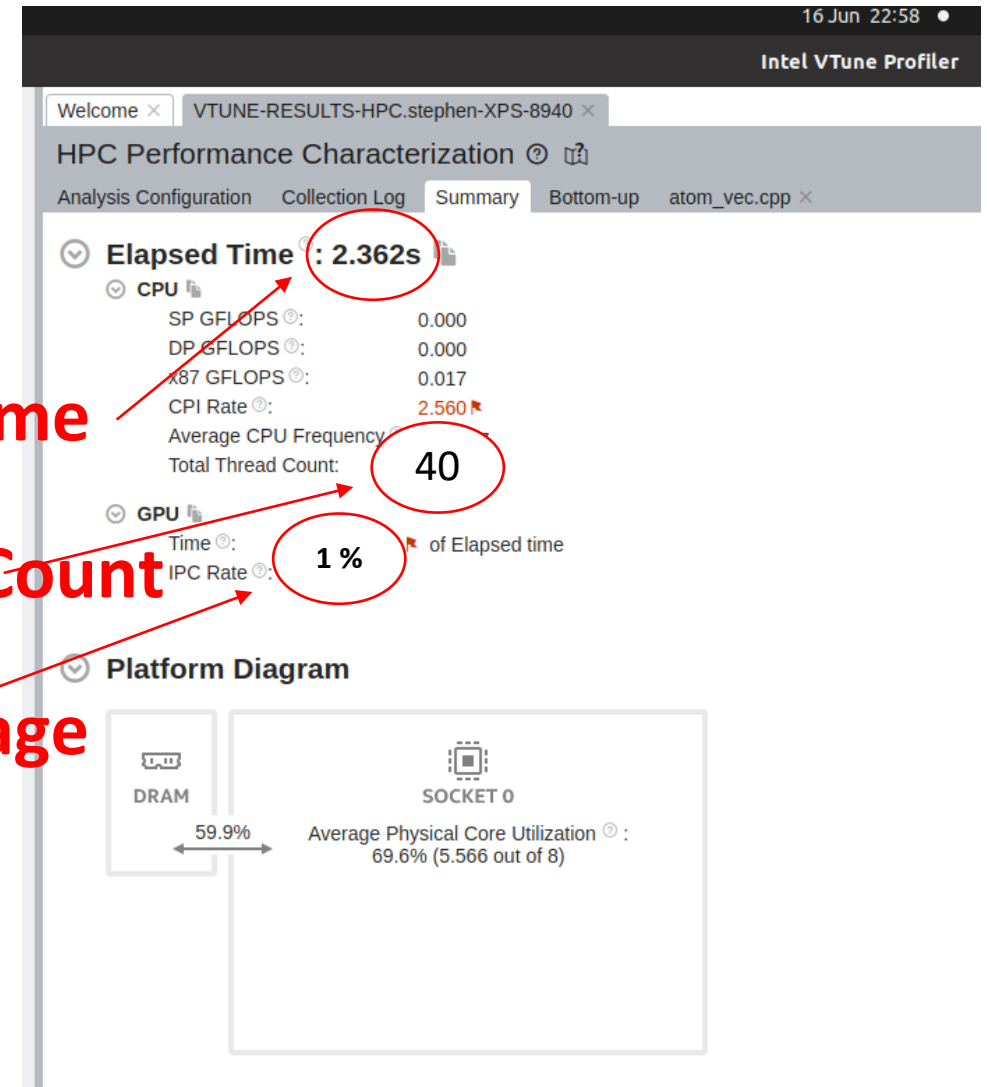 16 Jun 22:58
Intel VTune Profiler
Welcome × VTUNE-RESULTS-HPC.stephen-XPS-8940 ×
HPC Performance Characterization
Analysis Configuration Collection Log Summary Bottom-up atom_vec.cpp ×
Elapsed Time: 2.362s
CPU
SP GFLOPS: 0.000
DP GFLOPS: 0.000
x87 GFLOPS: 0.017
CPI Rate: 2.560
me
Average CPU Frequency
Total Thread Count: 40
GPU
Time: 1 % of Elapsed time
Count
IPC Rate:
Platform Diagram
age
DRAM
SOCKET 0
59.9%
Average Physical Core Utilization :
69.6% (5.566 out of 8)